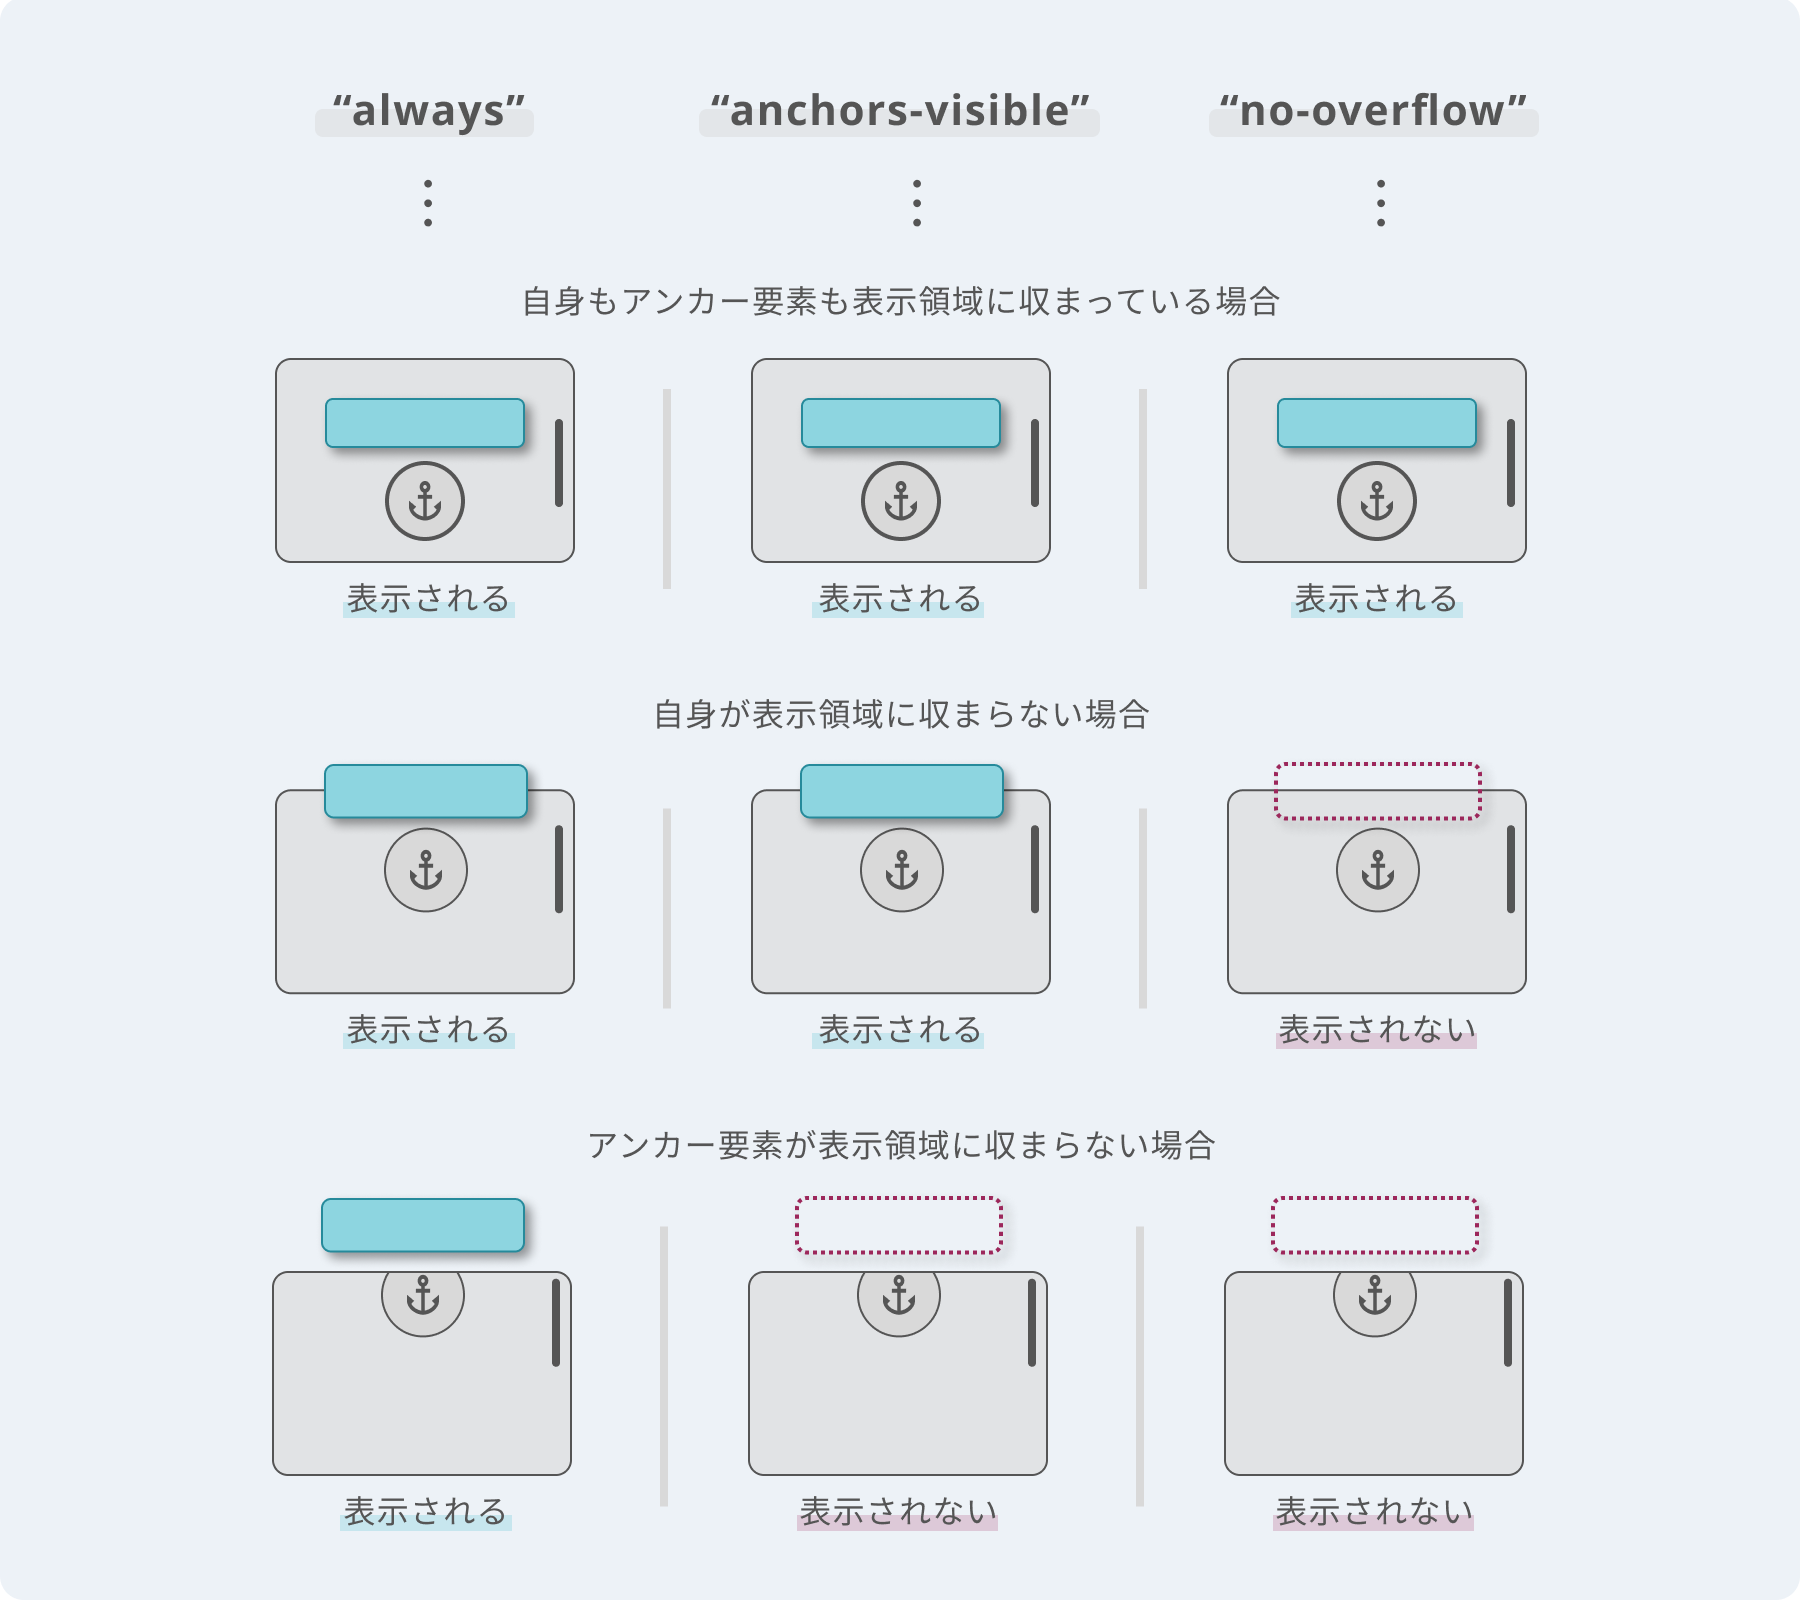 “always” “anchors-visible” “no-overflow”
自身もアンカー要素も表示領域に収まっている場合
表示される 表示される 表示される
自身が表示領域に収まらない場合
表示される 表示される 表示されない
アンカー要素が表示領域に収まらない場合
表示される 表示されない 表示されない